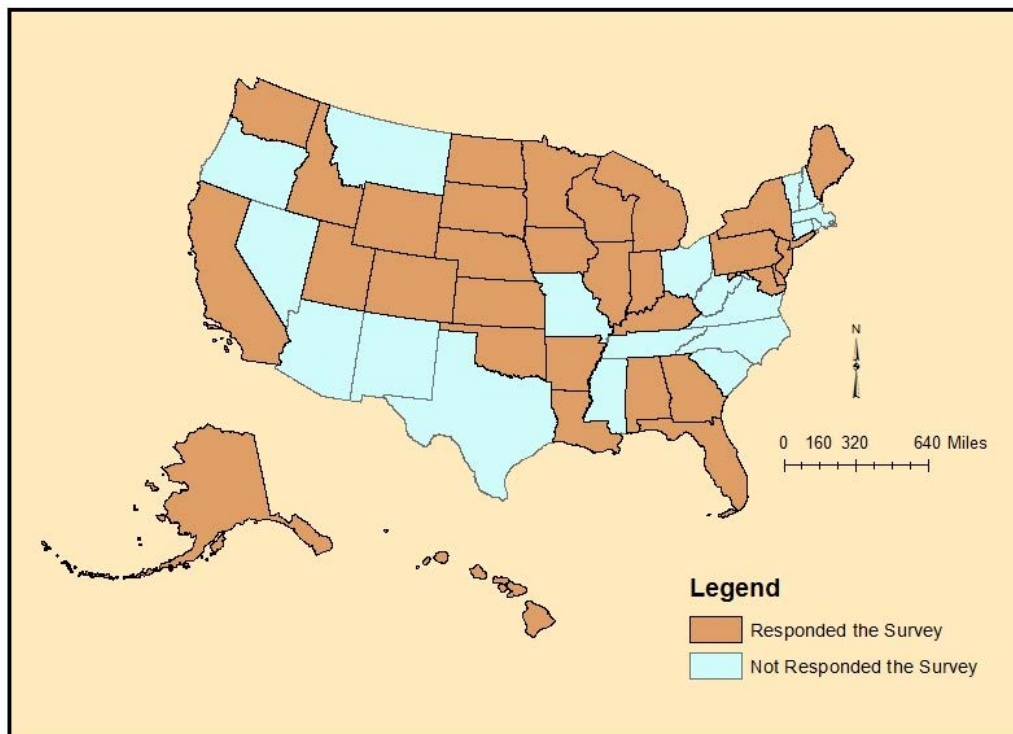 N
0 160 320 640 Miles
Legend
Responded the Survey
Not Responded the Survey